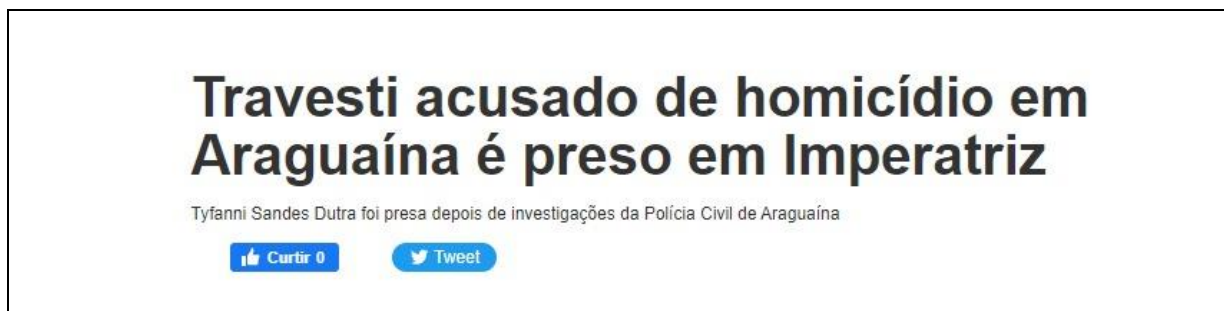 Travesti acusado de homicídio em
Araguaína é preso em Imperatriz
Tyfanni Sandes Dutra foi presa depois de investigações da Polícia Civil de Araguaína
Curtir 0
Tweet